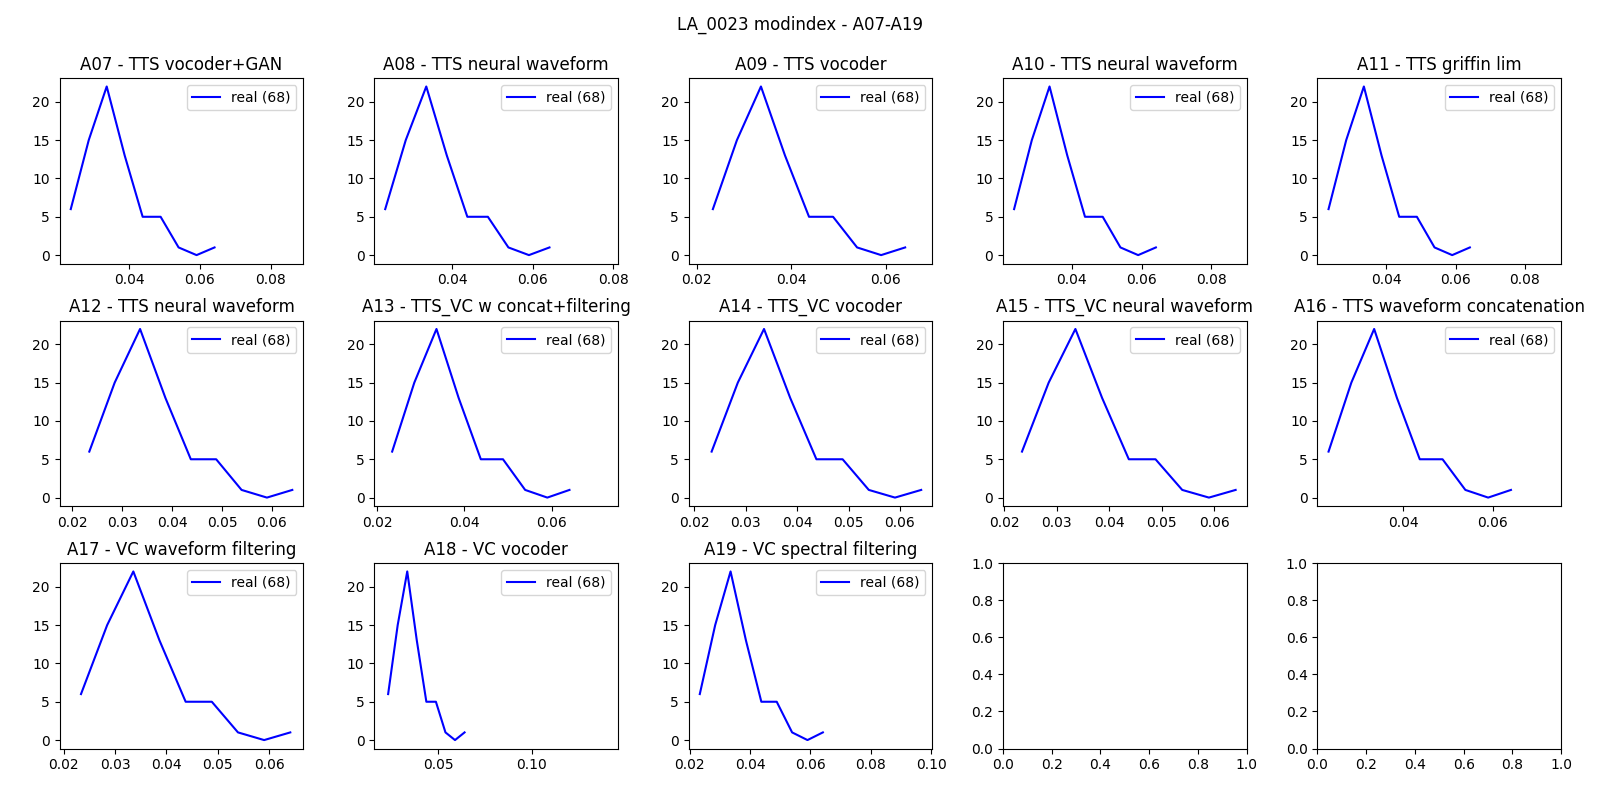 LA_0023 modindex - A07-A19
A07 - TTS vocoder+GAN
real (68)
20
15
10
5
0
0.04 0.06 0.08
A08 - TTS neural waveform
real (68)
20
15
10
5
0
0.04 0.06 0.08
A09 - TTS vocoder
real (68)
20
15
10
5
0
0.02 0.04 0.06
A10 - TTS neural waveform
real (68)
20
15
10
5
0
0.04 0.06 0.08
A11 - TTS griffin lim
real (68)
20
15
10
5
0
0.04 0.06 0.08
A12 - TTS neural waveform
real (68)
20
15
10
5
0
0.02 0.03 0.04 0.05 0.06
A13 - TTS_VC w concat+filtering
real (68)
20
15
10
5
0
0.02 0.04 0.06
A14 - TTS_VC vocoder
real (68)
20
15
10
5
0
0.02 0.03 0.04 0.05 0.06
A15 - TTS_VC neural waveform
real (68)
20
15
10
5
0
0.02 0.03 0.04 0.05 0.06
A16 - TTS waveform concatenation
real (68)
20
15
10
5
0
0.04 0.06
A17 - VC waveform filtering
real (68)
20
15
10
5
0
0.02 0.03 0.04 0.05 0.06
A18 - VC vocoder
real (68)
20
15
10
5
0
0.05 0.10
A19 - VC spectral filtering
real (68)
20
15
10
5
0
0.02 0.04 0.06 0.08 0.10
1.0
0.8
0.6
0.4
0.2
0.0
0.0 0.2 0.4 0.6 0.8 1.0
1.0
0.8
0.6
0.4
0.2
0.0
0.0 0.2 0.4 0.6 0.8 1.0